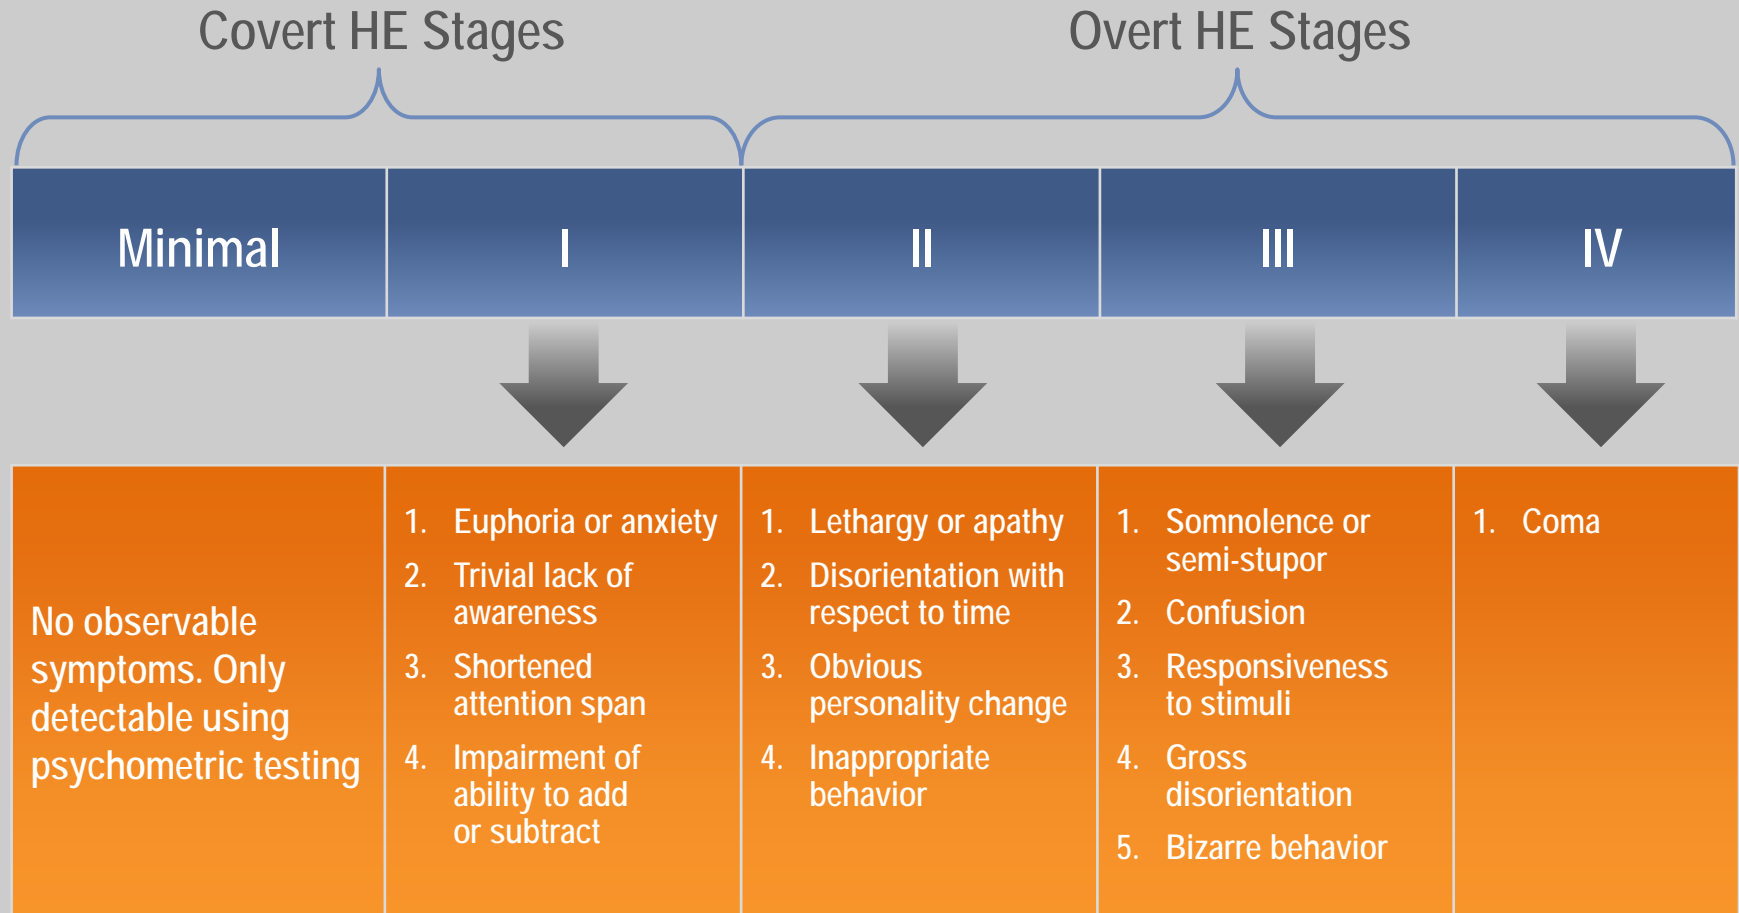 Covert HE Stages
Overt HE Stages
Minimal
I
II
III
IV
No observable
symptoms. Only
detectable using
psychometric testing
1. Euphoria or anxiety
2. Trivial lack of
awareness
3. Shortened
attention span
4. Impairment of
ability to add
or subtract
1. Lethargy or apathy
2. Disorientation with
respect to time
3. Obvious
personality change
4. Inappropriate
behavior
1. Somnolence or
semi-stupor
2. Confusion
3. Responsiveness
to stimuli
4. Gross
disorientation
5. Bizarre behavior
1. Coma